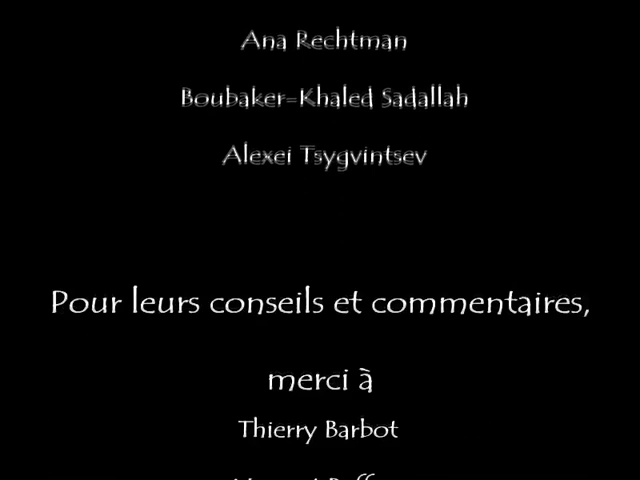 Ana Rechtman
Boubaker-Khaled Sadallah
Alexei Tsygvintsev
Pour leurs conseils et commentaires,
merci à
Thierry Barbot